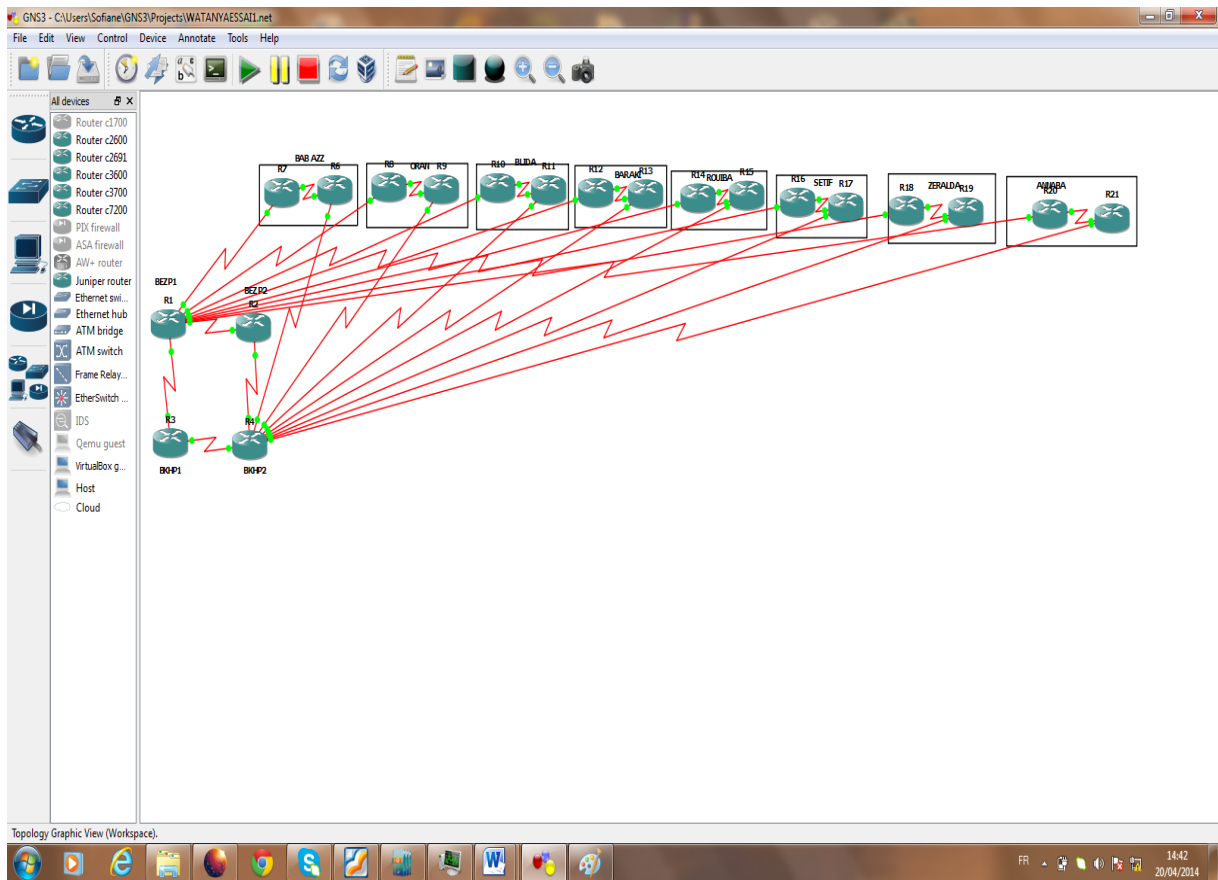 GNS3 - C:\Users\Sofiane\GNS3\Projects\WATANYAESSAI1.net
File Edit View Control Device Annotate Tools Help
All devices
Router c1700
Router c2600
Router c2691
Router c3600
Router c3700
Router c7200
PIX firewall
ASA firewall
AW+ router
Juniper router
Ethernet swi...
Ethernet hub
ATM bridge
ATM switch
Frame Relay...
EtherSwitch ...
IDS
Qemu guest
VirtualBox g...
Host
Cloud
BAB AZZ
R7 R6
ORAN
R8 R9
BLIDA
R10 R11
BARAKI
R12 R13
ROUIBA
R14 R15
SETIF
R16 R17
ZERALDA
R18 R19
ANNABA
R20 R21
BEZP1
R1
BEZP2
R2
R3
BKHP1
R4
BKHP2
Topology Graphic View (Workspace).
FR
14:42
20/04/2014